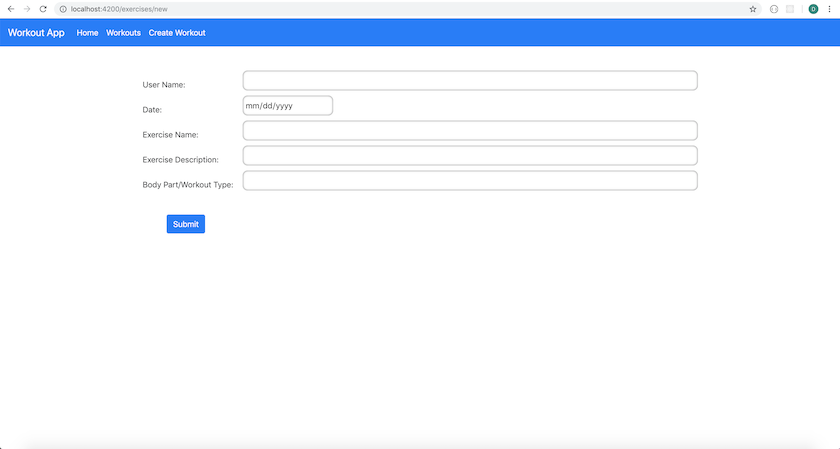 localhost:4200/exercises/new
D
Workout App Home Workouts Create Workout
User Name:
Date: mm/dd/yyyy
Exercise Name:
Exercise Description:
Body Part/Workout Type:
Submit